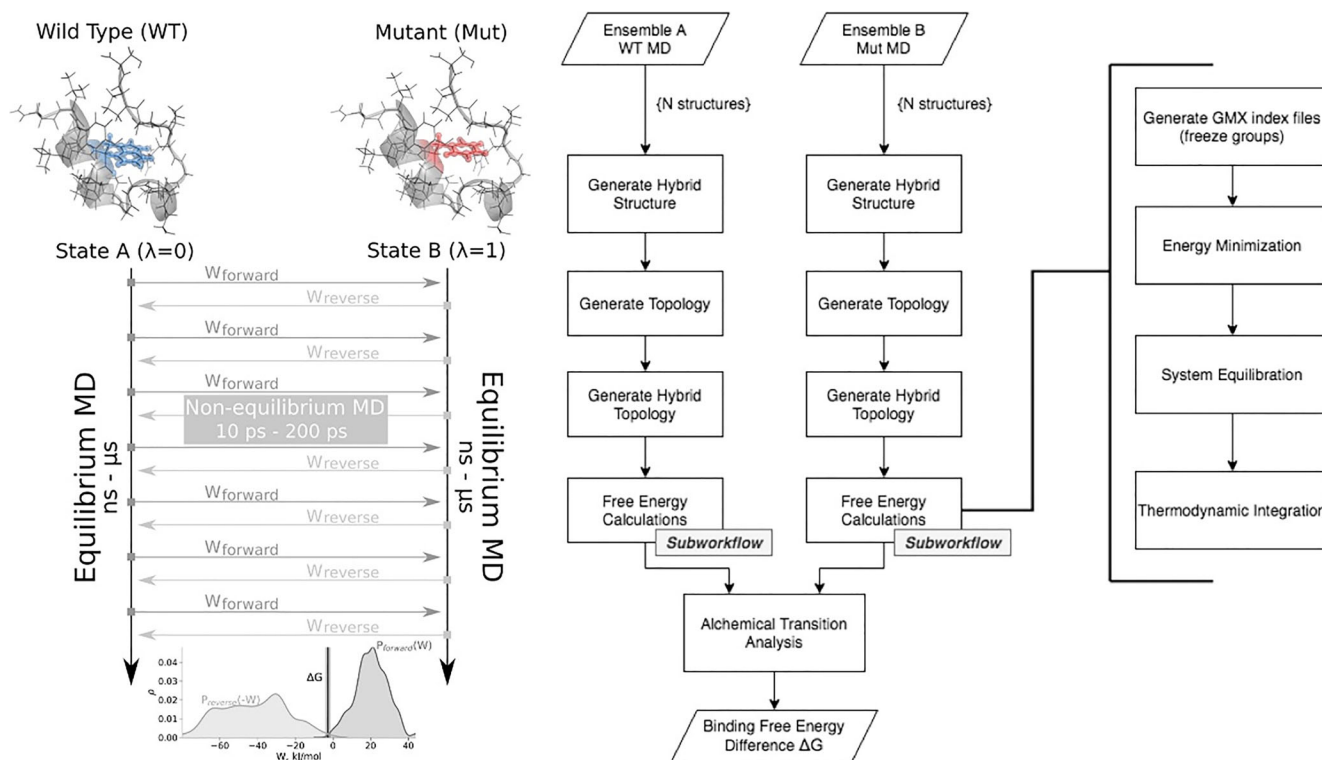 Wild Type (WT)
Mutant (Mut)
State A (λ=0)
State B (λ=1)
Wforward
Wreverse
Wforward
Wreverse
Wforward
Non-equilibrium MD
10 ps - 200 ps
Wforward
Wreverse
Wforward
Wreverse
Wforward
Wreverse
Wforward
Wreverse
Equilibrium MD
ns - μs
Equilibrium MD
ns - μs
Pforward(W)
ΔG
Preverse(-W)
ρ
0.04
0.03
0.02
0.01
0.00
−60
−40
−20
0
20
40
W, kJ/mol
Ensemble A
WT MD
{N structures}
Generate Hybrid
Structure
Generate Topology
Generate Hybrid
Topology
Free Energy
Calculations
Subworkflow
Ensemble B
Mut MD
{N structures}
Generate Hybrid
Structure
Generate Topology
Generate Hybrid
Topology
Free Energy
Calculations
Subworkflow
Alchemical Transition
Analysis
Binding Free Energy
Difference ΔG
Generate GMX index files
(freeze groups)
Energy Minimization
System Equilibration
Thermodynamic Integration